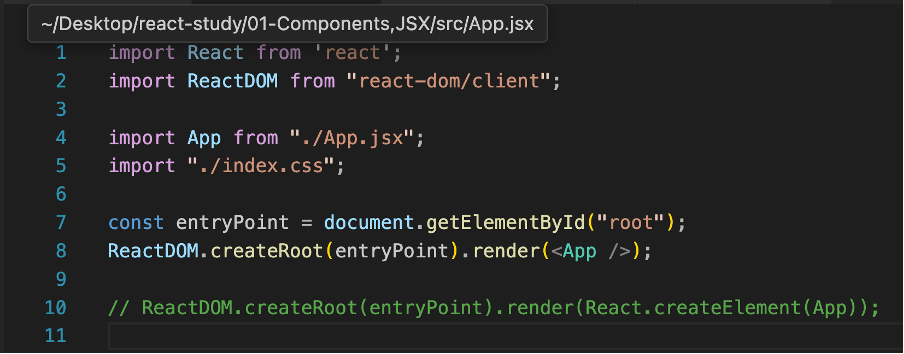 ~/Desktop/react-study/01-Components,JSX/src/App.jsx
1 import React from 'react';
2 import ReactDOM from "react-dom/client";
3
4 import App from "./App.jsx";
5 import "./index.css";
6
7 const entryPoint = document.getElementById("root");
8 ReactDOM.createRoot(entryPoint).render(<App />);
9
10 // ReactDOM.createRoot(entryPoint).render(React.createElement(App));
11